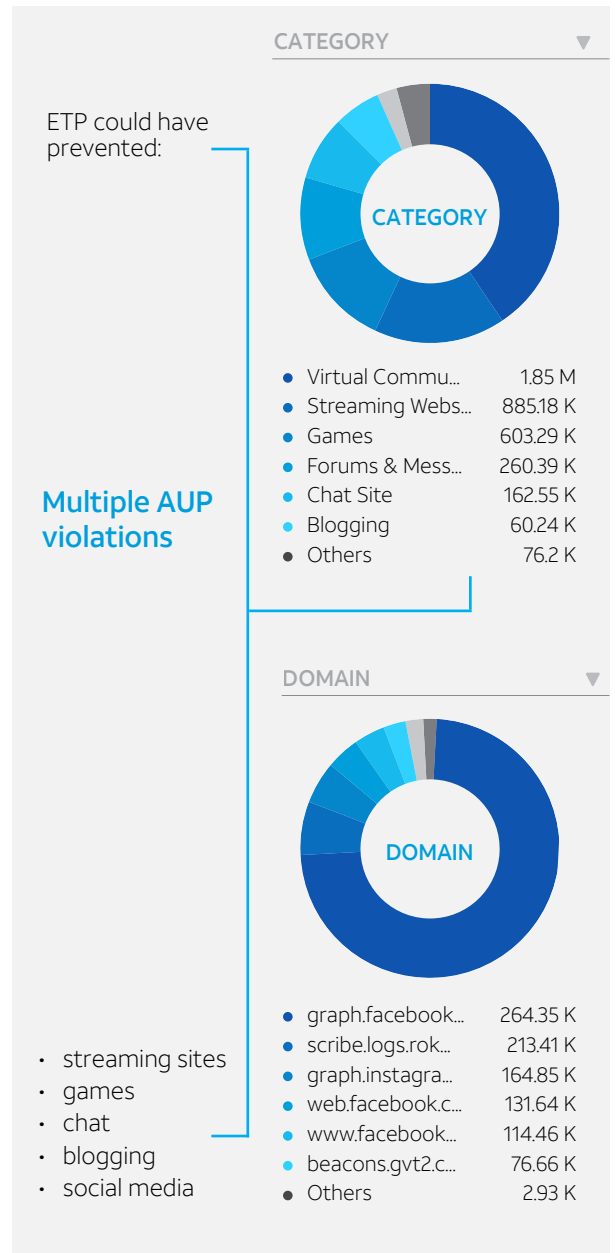 CATEGORY ▼
ETP could have
prevented:
CATEGORY
Virtual Commu... 1.85 M
Streaming Webs... 885.18 K
Games 603.29 K
Forums & Mess... 260.39 K
Chat Site 162.55 K
Blogging 60.24 K
Others 76.2 K
Multiple AUP
violations
DOMAIN ▼
DOMAIN
graph.facebook... 264.35 K
scribe.logs.rok... 213.41 K
graph.instagra... 164.85 K
web.facebook.c... 131.64 K
www.facebook... 114.46 K
beacons.gvt2.c... 76.66 K
Others 2.93 K
• streaming sites
• games
• chat
• blogging
• social media